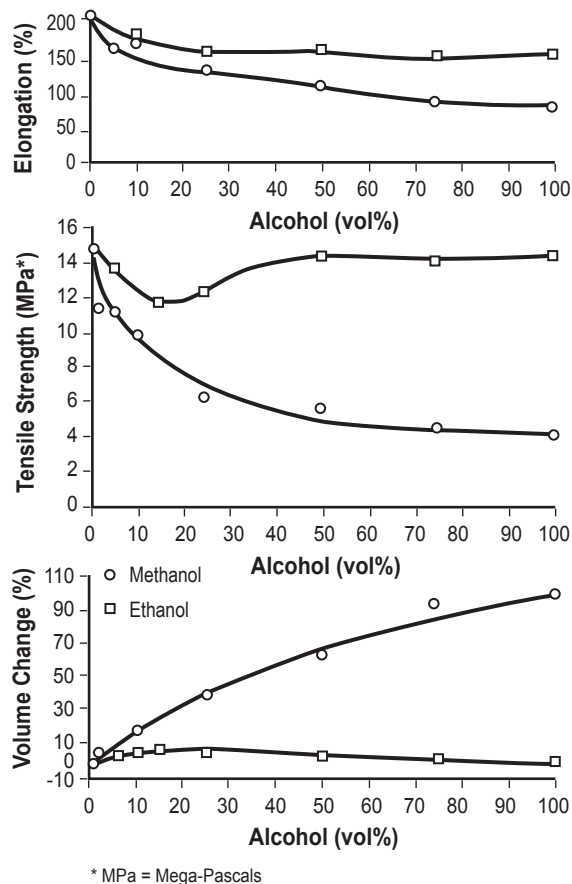 Elongation (%)
200
150
100
50
0
0 10 20 30 40 50 60 70 80 90 100
Alcohol (vol%)
Tensile Strength (MPa*)
16
14
12
10
8
6
4
2
0
0 10 20 30 40 50 60 70 80 90 100
Alcohol (vol%)
Volume Change (%)
110
90
70
50
30
10
0
-10
Methanol
Ethanol
0 10 20 30 40 50 60 70 80 90 100
Alcohol (vol%)
* MPa = Mega-Pascals